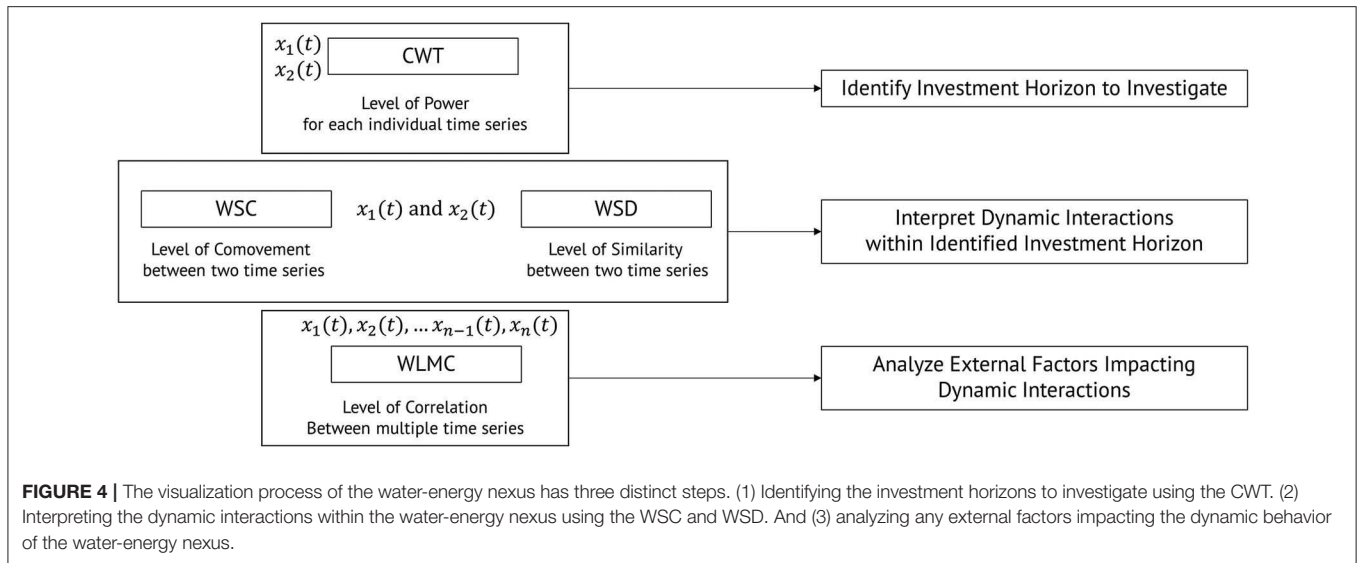 x₁(t)
x₂(t)
CWT
Level of Power
for each individual time series
Identify Investment Horizon to Investigate
WSC
x₁(t) and x₂(t)
WSD
Level of Comovement
between two time series
Level of Similarity
between two time series
Interpret Dynamic Interactions
within Identified Investment Horizon
x₁(t), x₂(t), … xₙ₋₁(t), xₙ(t)
WLMC
Level of Correlation
Between multiple time series
Analyze External Factors Impacting
Dynamic Interactions
FIGURE 4 | The visualization process of the water-energy nexus has three distinct steps. (1) Identifying the investment horizons to investigate using the CWT. (2)
Interpreting the dynamic interactions within the water-energy nexus using the WSC and WSD. And (3) analyzing any external factors impacting the dynamic behavior
of the water-energy nexus.